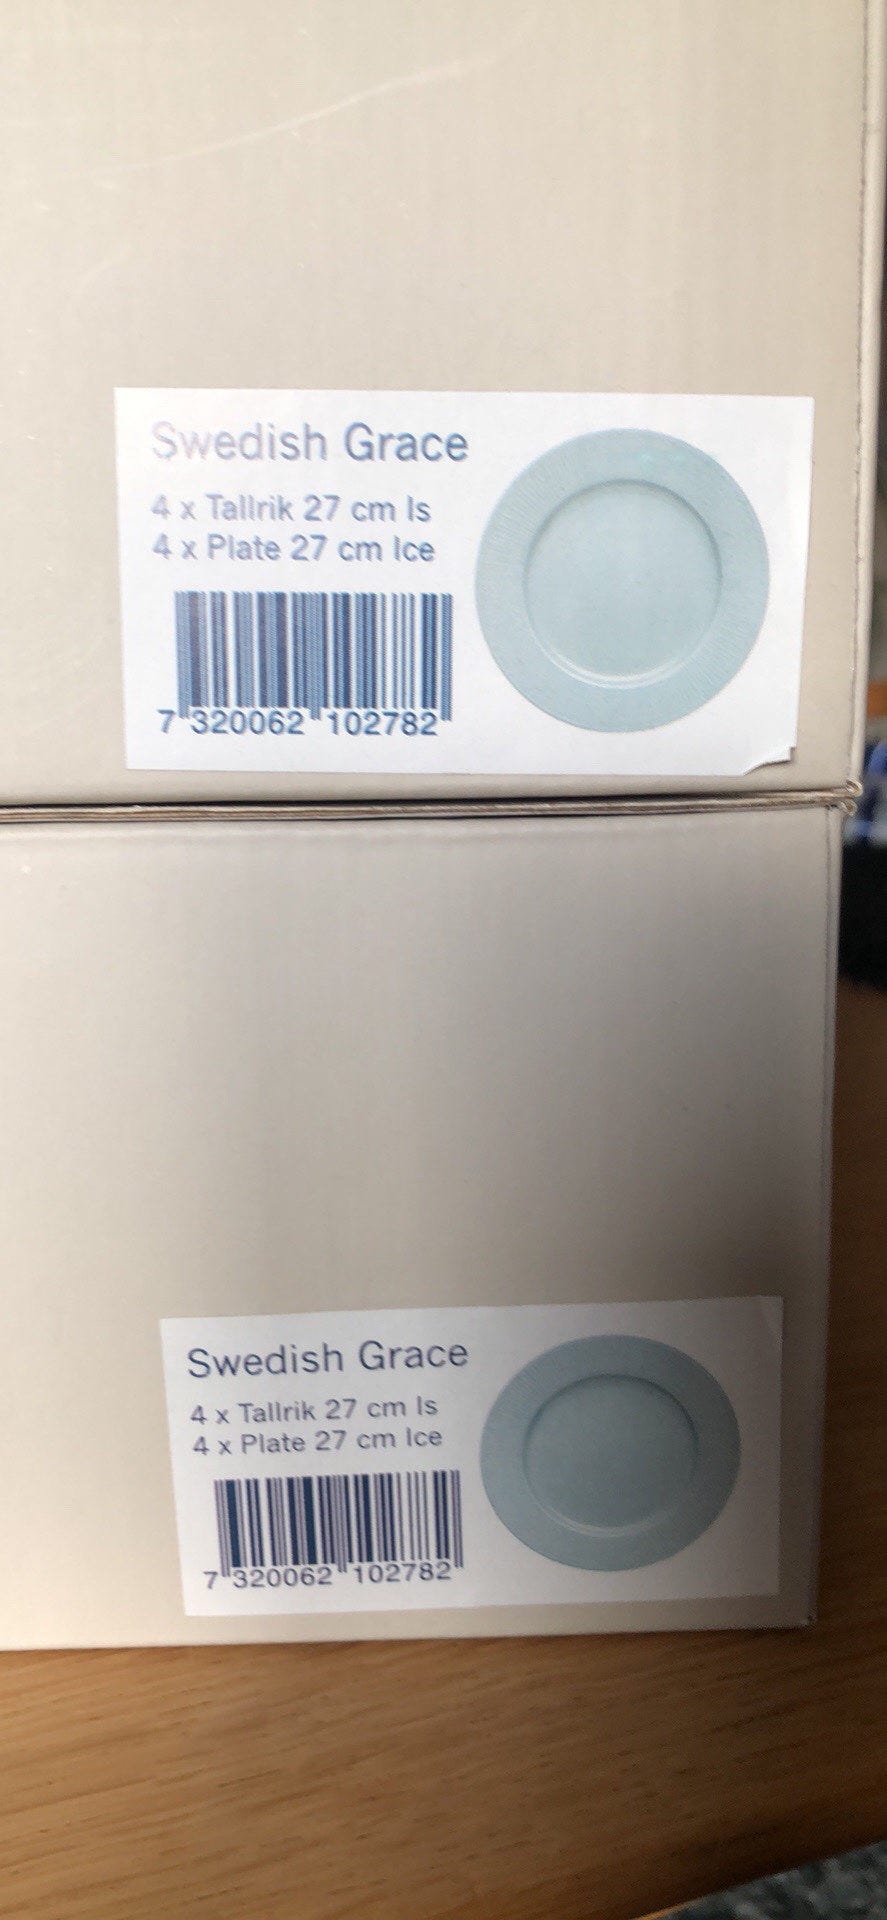 Swedish Grace
4 x Tallrik 27 cm Is
4 x Plate 27 cm Ice
7 320062 102782
Swedish Grace
4 x Tallrik 27 cm Is
4 x Plate 27 cm Ice
7 320062 102782